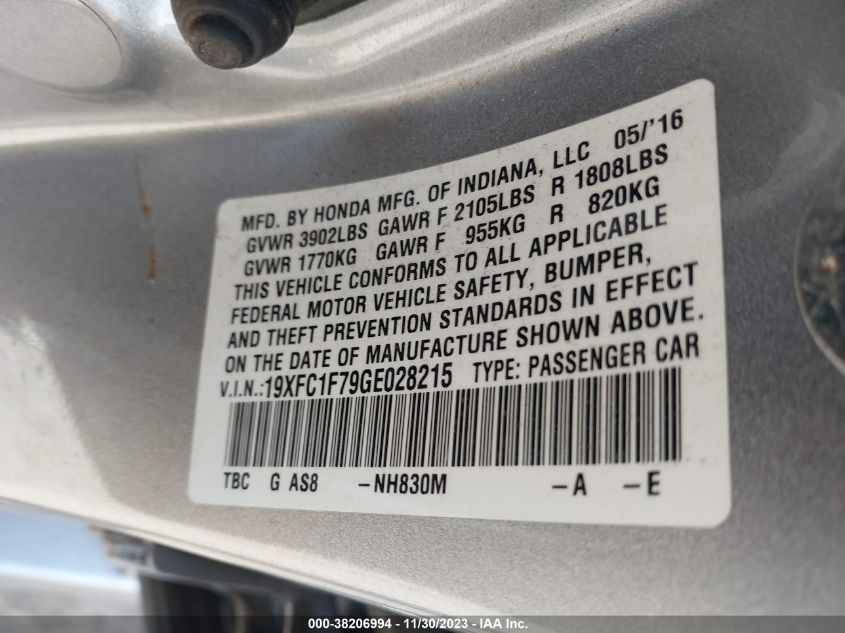 MFD. BY HONDA MFG. OF INDIANA, LLC 05/'16
GVWR 3902LBS GAWR F 2105LBS R 1808LBS
GVWR 1770KG GAWR F 955KG R 820KG
THIS VEHICLE CONFORMS TO ALL APPLICABLE
FEDERAL MOTOR VEHICLE SAFETY, BUMPER,
AND THEFT PREVENTION STANDARDS IN EFFECT
ON THE DATE OF MANUFACTURE SHOWN ABOVE.
V.I.N.:19XFC1F79GE028215 TYPE: PASSENGER CAR
TBC G AS8 -NH830M -A -E
000-38206994 - 11/30/2023 - IAA Inc.